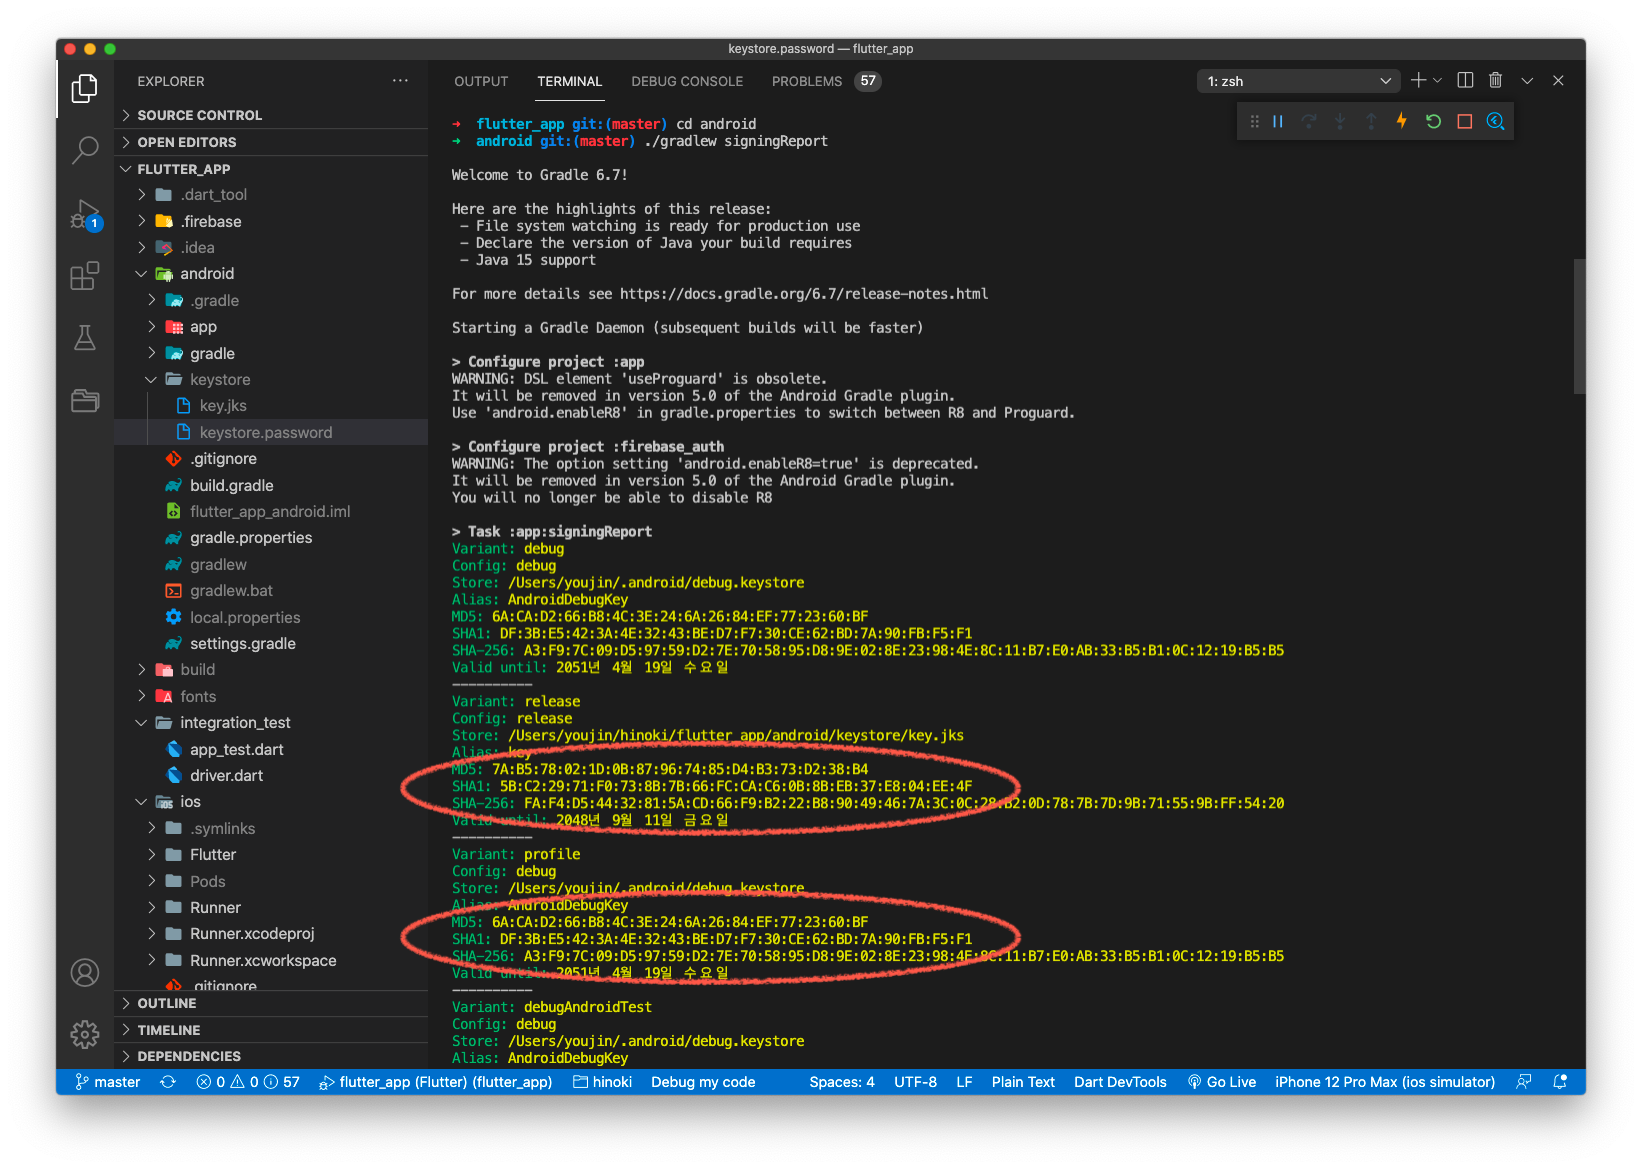 keystore.password — flutter_app
EXPLORER
SOURCE CONTROL
OPEN EDITORS
FLUTTER_APP
.dart_tool
.firebase
.idea
android
.gradle
app
gradle
keystore
key.jks
keystore.password
.gitignore
build.gradle
flutter_app_android.iml
gradle.properties
gradlew
gradlew.bat
local.properties
settings.gradle
build
fonts
integration_test
app_test.dart
driver.dart
ios
.symlinks
Flutter
Pods
Runner
Runner.xcodeproj
Runner.xcworkspace
.gitignore
OUTLINE
TIMELINE
DEPENDENCIES
1
OUTPUT TERMINAL DEBUG CONSOLE PROBLEMS 57
1: zsh
→ flutter_app git:(master) cd android
→ android git:(master) ./gradlew signingReport
Welcome to Gradle 6.7!
Here are the highlights of this release:
- File system watching is ready for production use
- Declare the version of Java your build requires
- Java 15 support
For more details see https://docs.gradle.org/6.7/release-notes.html
Starting a Gradle Daemon (subsequent builds will be faster)
> Configure project :app
WARNING: DSL element 'useProguard' is obsolete.
It will be removed in version 5.0 of the Android Gradle plugin.
Use 'android.enableR8' in gradle.properties to switch between R8 and Proguard.
> Configure project :firebase_auth
WARNING: The option setting 'android.enableR8=true' is deprecated.
It will be removed in version 5.0 of the Android Gradle plugin.
You will no longer be able to disable R8
> Task :app:signingReport
Variant: debug
Config: debug
Store: /Users/youjin/.android/debug.keystore
Alias: AndroidDebugKey
MD5: 6A:CA:D2:66:B8:4C:3E:24:6A:26:84:EF:77:23:60:BF
SHA1: DF:3B:E5:42:3A:4E:32:43:BE:D7:F7:30:CE:62:BD:7A:90:FB:F5:F1
SHA-256: A3:F9:7C:09:D5:97:59:D2:7E:70:58:95:D8:9E:02:8E:23:98:4E:8C:11:B7:E0:AB:33:B5:B1:0C:12:19:B5:B5
Valid until: 2051년 4월 19일 수요일
----------
Variant: release
Config: release
Store: /Users/youjin/hinoki/flutter_app/android/keystore/key.jks
Alias: key
MD5: 7A:B5:78:02:1D:0B:87:96:74:85:D4:B3:73:D2:38:B4
SHA1: 5B:C2:29:71:F0:73:8B:7B:66:FC:CA:C6:0B:8B:EB:37:E8:04:EE:4F
SHA-256: FA:F4:D5:44:32:81:5A:CD:66:F9:B2:22:B8:90:49:46:7A:3C:0C:28:B2:0D:78:7B:7D:9B:71:55:9B:FF:54:20
Valid until: 2048년 9월 11일 금요일
----------
Variant: profile
Config: debug
Store: /Users/youjin/.android/debug.keystore
Alias: AndroidDebugKey
MD5: 6A:CA:D2:66:B8:4C:3E:24:6A:26:84:EF:77:23:60:BF
SHA1: DF:3B:E5:42:3A:4E:32:43:BE:D7:F7:30:CE:62:BD:7A:90:FB:F5:F1
SHA-256: A3:F9:7C:09:D5:97:59:D2:7E:70:58:95:D8:9E:02:8E:23:98:4E:8C:11:B7:E0:AB:33:B5:B1:0C:12:19:B5:B5
Valid until: 2051년 4월 19일 수요일
----------
Variant: debugAndroidTest
Config: debug
Store: /Users/youjin/.android/debug.keystore
Alias: AndroidDebugKey
master 0 0 57 flutter_app (Flutter) (flutter_app) hinoki Debug my code Spaces: 4 UTF-8 LF Plain Text Dart DevTools Go Live iPhone 12 Pro Max (ios simulator)